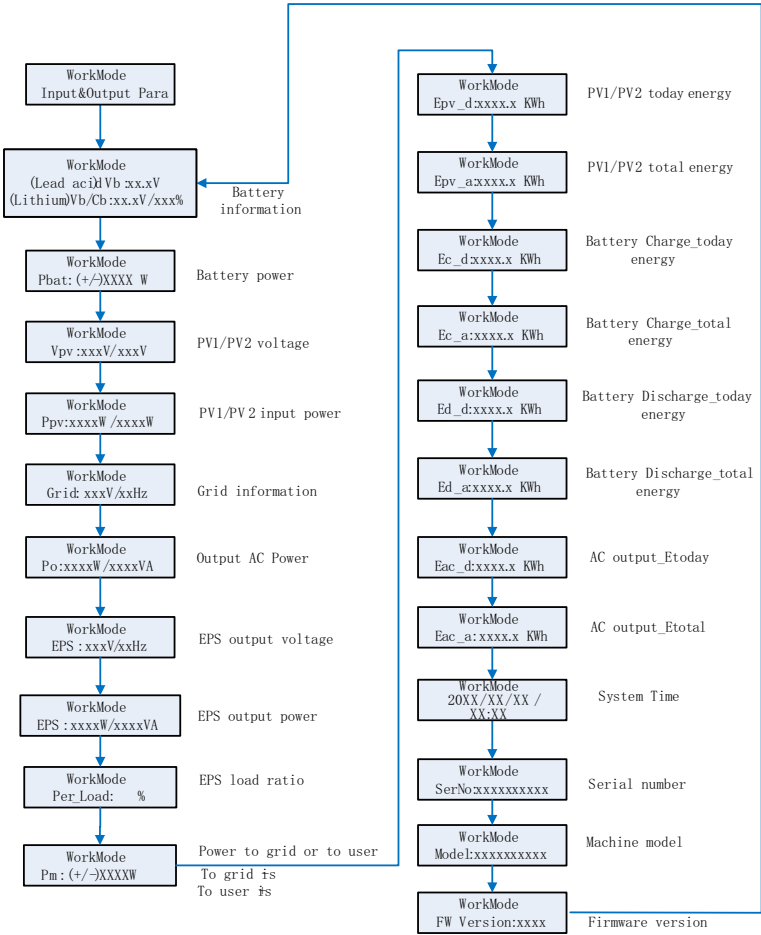 WorkMode
Input&Output Para
WorkMode
(Lead acid) Vb :xx.xV
(Lithium)Vb/Cb:xx.xV/xxx%
Battery
information
WorkMode
Pbat: (+/-)XXXX W
Battery power
WorkMode
Vpv :xxxV/xxxV
PV1/PV2 voltage
WorkMode
Ppv:xxxxW/xxxxW
PV1/PV2 input power
WorkMode
Grid: xxxV/xxHz
Grid information
WorkMode
Po:xxxxW/xxxxVA
Output AC Power
WorkMode
EPS : xxxV/xxHz
EPS output voltage
WorkMode
EPS : xxxxW/xxxxVA
EPS output power
WorkMode
Per_Load: %
EPS load ratio
WorkMode
Pm : (+/-)XXXXW
Power to grid or to user
To grid is
To user is
WorkMode
Epv_d:xxxx.x KWh
PV1/PV2 today energy
WorkMode
Epv_a:xxxx.x KWh
PV1/PV2 total energy
WorkMode
Ec_d:xxxx.x KWh
Battery Charge_today
energy
WorkMode
Ec_a:xxxx.x KWh
Battery Charge_total
energy
WorkMode
Ed_d:xxxx.x KWh
Battery Discharge_today
energy
WorkMode
Ed_a:xxxx.x KWh
Battery Discharge_total
energy
WorkMode
Eac_d:xxxx.x KWh
AC output_Etoday
WorkMode
Eac_a:xxxx.x KWh
AC output_Etotal
WorkMode
20XX/XX/XX /
XX:XX
System Time
WorkMode
SerNo:xxxxxxxxxx
Serial number
WorkMode
Model:xxxxxxxxxx
Machine model
WorkMode
FW Version:xxxx
Firmware version